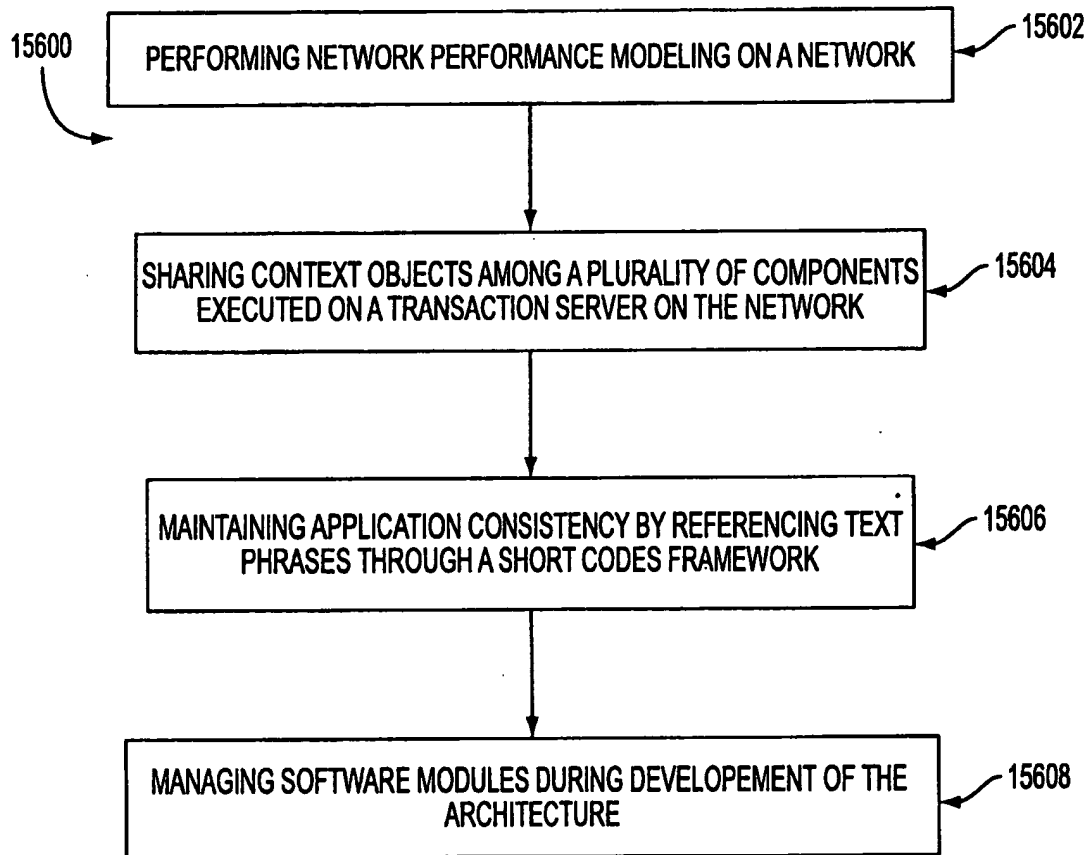 15600
PERFORMING NETWORK PERFORMANCE MODELING ON A NETWORK
15602
SHARING CONTEXT OBJECTS AMONG A PLURALITY OF COMPONENTS
EXECUTED ON A TRANSACTION SERVER ON THE NETWORK
15604
MAINTAINING APPLICATION CONSISTENCY BY REFERENCING TEXT
PHRASES THROUGH A SHORT CODES FRAMEWORK
15606
MANAGING SOFTWARE MODULES DURING DEVELOPEMENT OF THE
ARCHITECTURE
15608